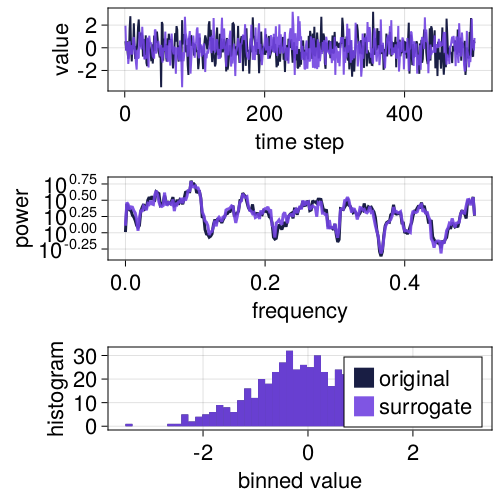 value
2
0
-2
0
200
400
time step
power
10^0.75
10^0.50
10^0.25
10^0.00
10^-0.25
0.0
0.2
0.4
frequency
histogram
30
20
10
0
original
surrogate
-2
0
2
binned value